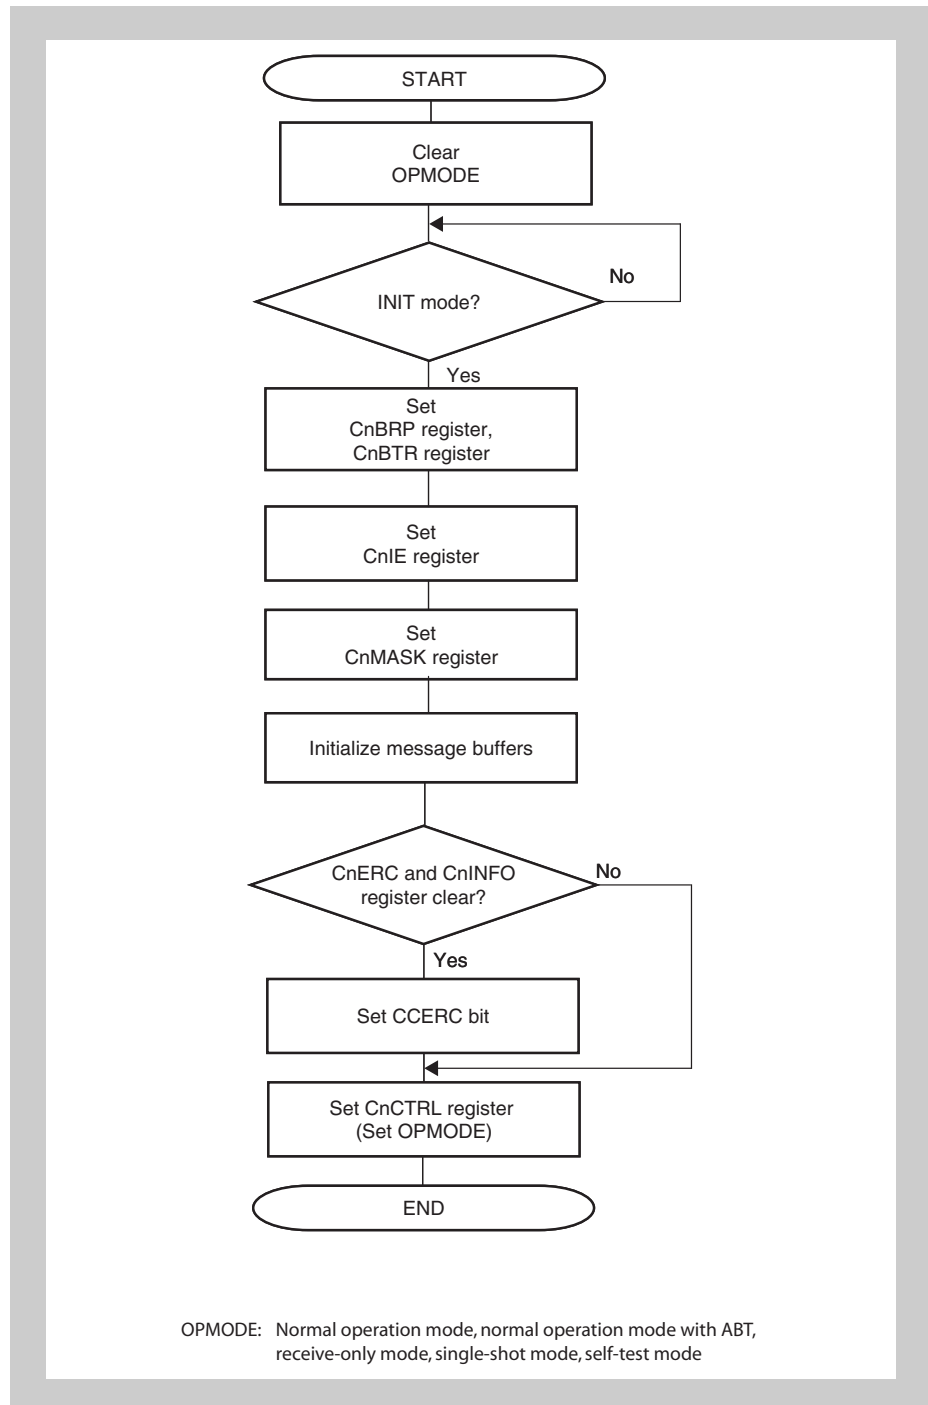 START
Clear
OPMODE
No
INIT mode?
Yes
Set
CnBRP register,
CnBTR register
Set
CnIE register
Set
CnMASK register
Initialize message buffers
CnERC and CnINFO
register clear?
No
Yes
Set CCERC bit
Set CnCTRL register
(Set OPMODE)
END
OPMODE: Normal operation mode, normal operation mode with ABT,
receive-only mode, single-shot mode, self-test mode